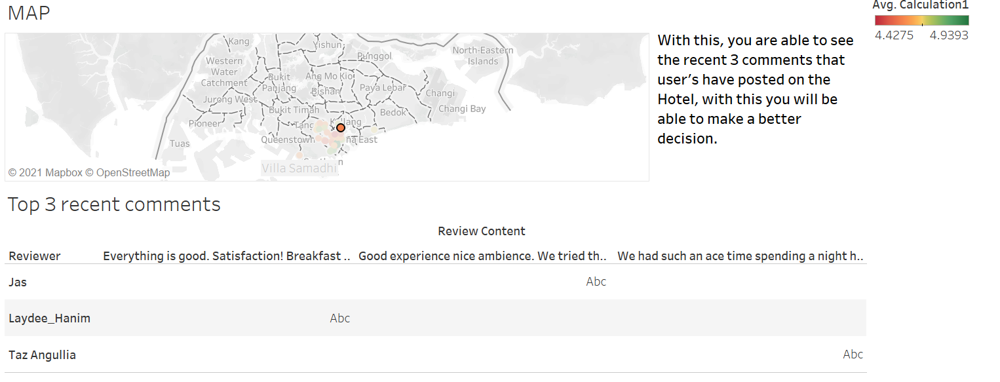 MAP
Avg. Calculation1
4.4275 4.9393
With this, you are able to see
the recent 3 comments that
user's have posted on the
Hotel, with this you will be
able to make a better
decision.
Kang
Yishun
Punggol
North-Eastern
Islands
Western
Water
Catchment
Bukit
Panjang
Ang Mo Kio
Bishan
Paya Lebar
Changi
Jurong West
Bukit Timah
Changi Bay
Bedok
Pioneer
Tuas
Queenstown
na East
Villa Samadhi
© 2021 Mapbox © OpenStreetMap
Top 3 recent comments
Review Content
Reviewer Everything is good. Satisfaction! Breakfast .. Good experience nice ambience. We tried th.. We had such an ace time spending a night h..
Jas Abc
Laydee_Hanim Abc
Taz Angullia Abc